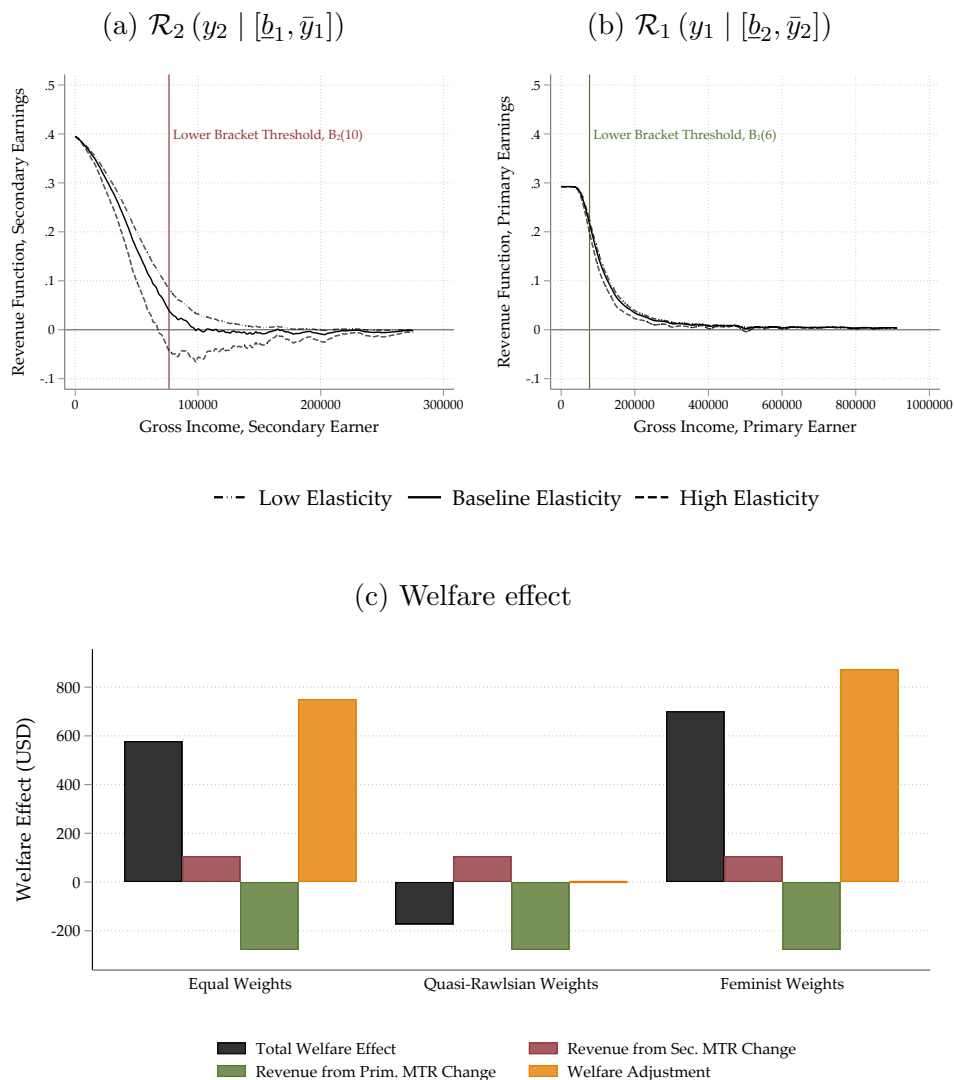 (a) R₂ (y₂ | [b̲₁, ȳ₁])
(b) R₁ (y₁ | [b̲₂, ȳ₂])
Revenue Function, Secondary Earnings
.5
.4
.3
.2
.1
0
-.1
Lower Bracket Threshold, B₂(10)
0
100000
200000
300000
Gross Income, Secondary Earner
Revenue Function, Primary Earnings
.5
.4
.3
.2
.1
0
-.1
Lower Bracket Threshold, B₁(6)
0
200000
400000
600000
800000
1000000
Gross Income, Primary Earner
Low Elasticity
Baseline Elasticity
High Elasticity
(c) Welfare effect
Welfare Effect (USD)
800
600
400
200
0
-200
Equal Weights
Quasi-Rawlsian Weights
Feminist Weights
Total Welfare Effect
Revenue from Sec. MTR Change
Revenue from Prim. MTR Change
Welfare Adjustment